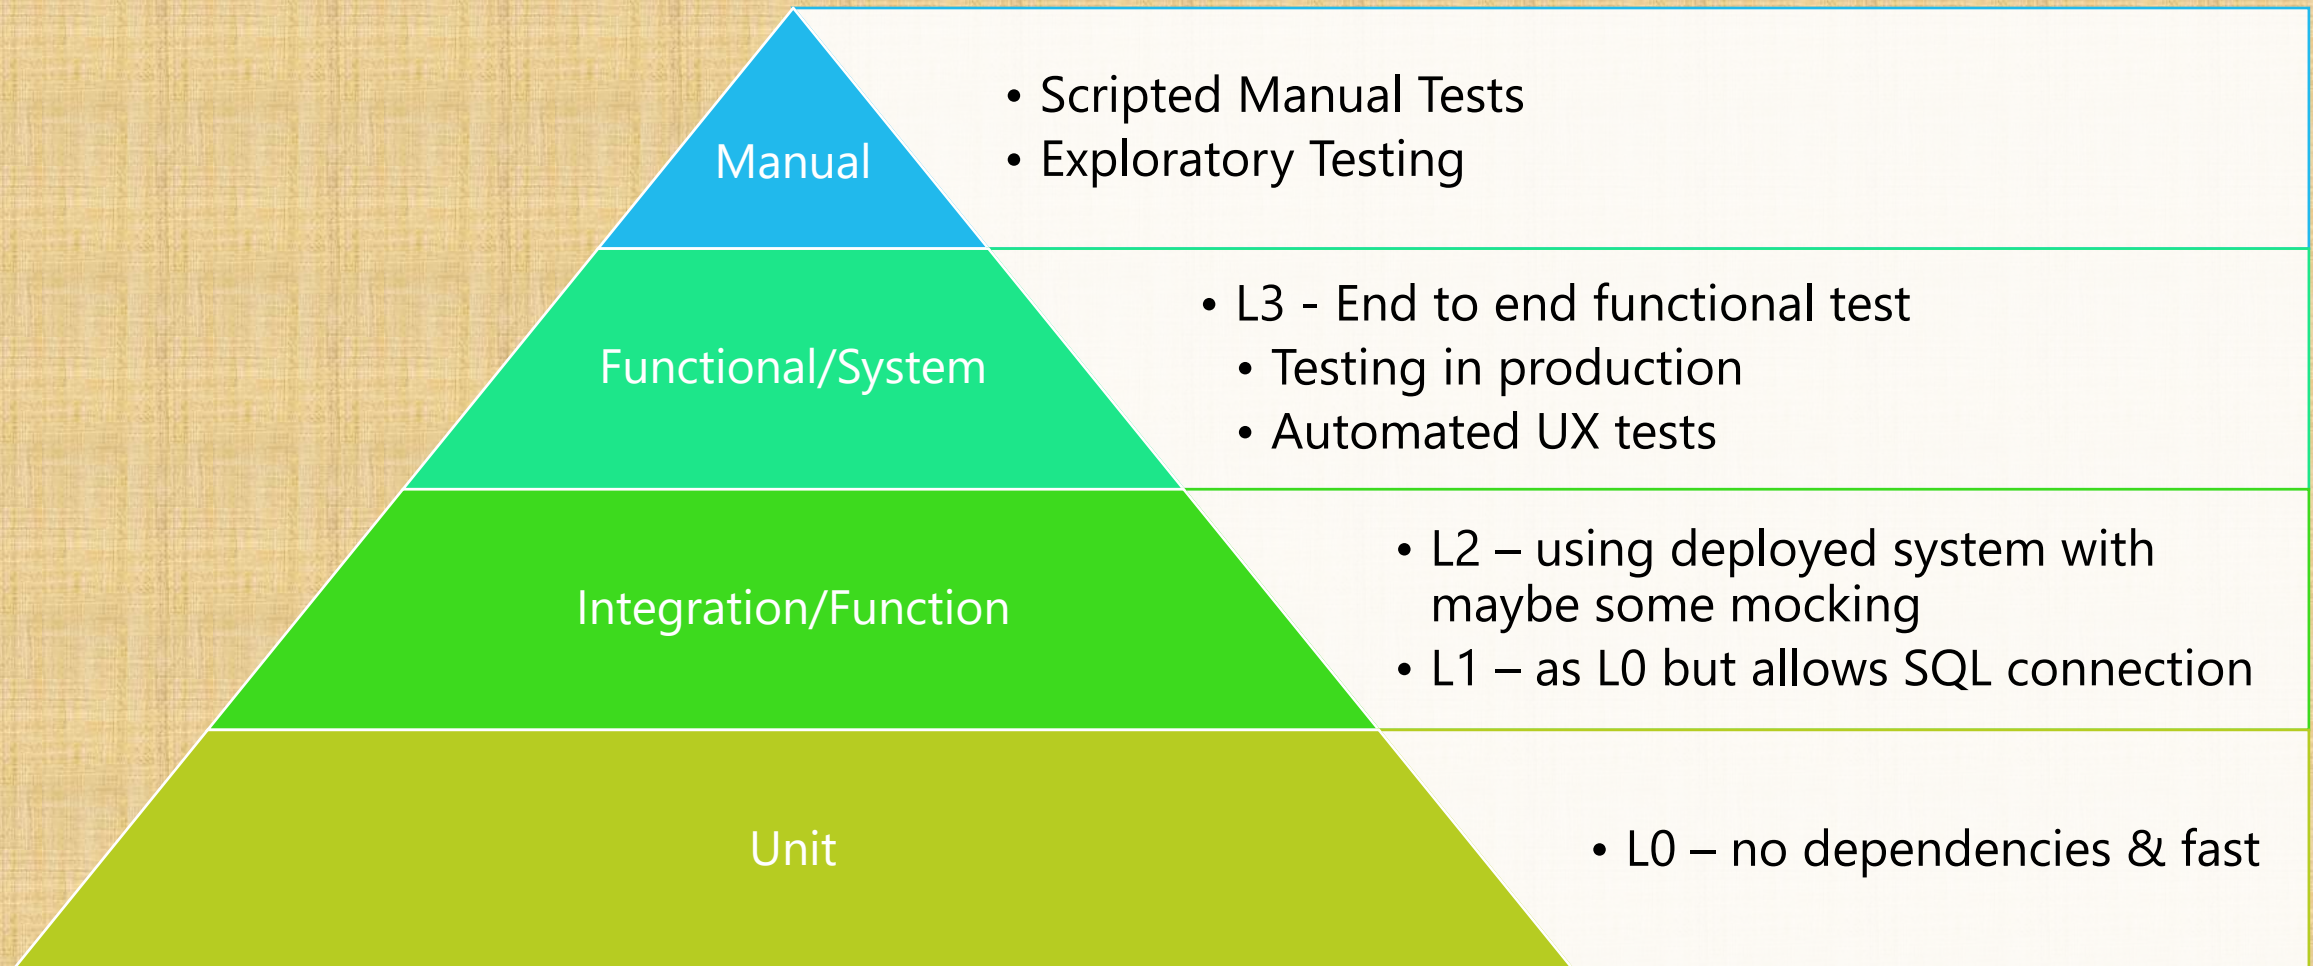 Manual
• Scripted Manual Tests
• Exploratory Testing
Functional/System
• L3 - End to end functional test
• Testing in production
• Automated UX tests
Integration/Function
• L2 – using deployed system with
maybe some mocking
• L1 – as L0 but allows SQL connection
Unit
• L0 – no dependencies & fast